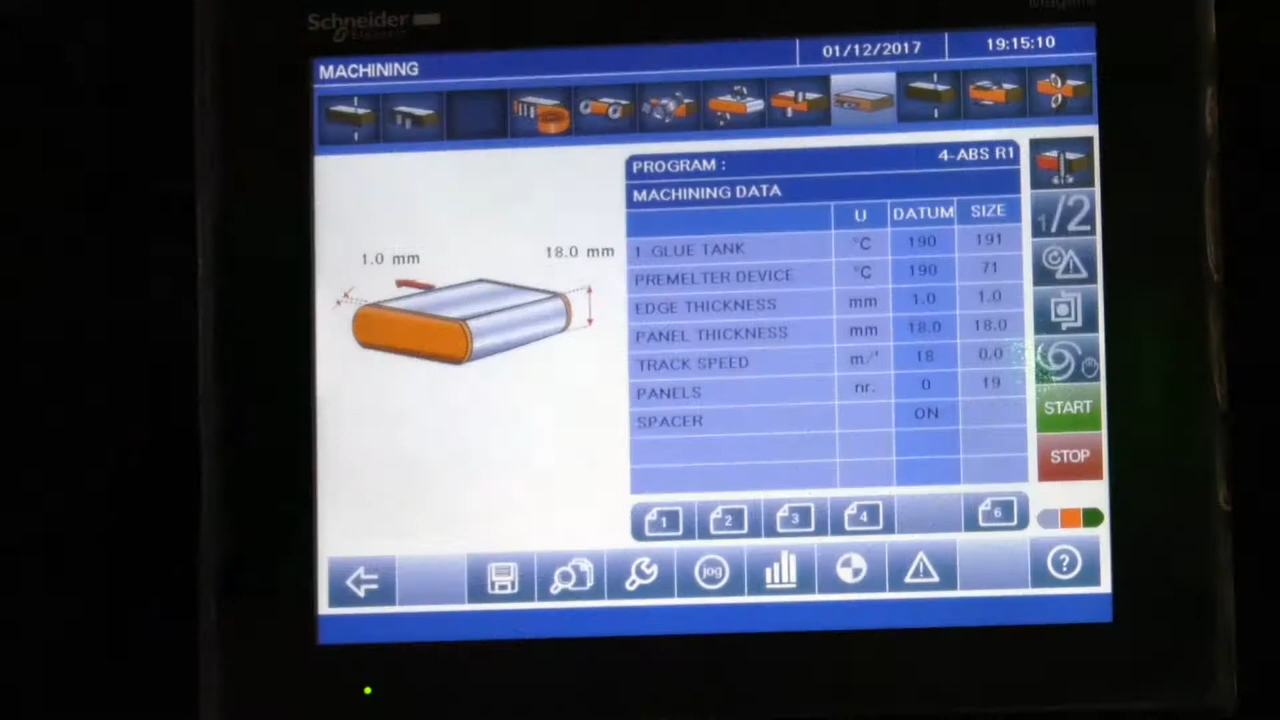 Schneider
Electric
MACHINING 01/12/2017 19:15:10
PROGRAM : 4-ABS R1
MACHINING DATA
U DATUM SIZE
1 GLUE TANK °C 190 191
PREMELTER DEVICE °C 190 71
EDGE THICKNESS mm 1.0 1.0
PANEL THICKNESS mm 18.0 18.0
TRACK SPEED m/' 18 0.0
PANELS nr. 0 19
SPACER ON
1.0 mm 18.0 mm
1/2
START
STOP
1 2 3 4 6
jog
?